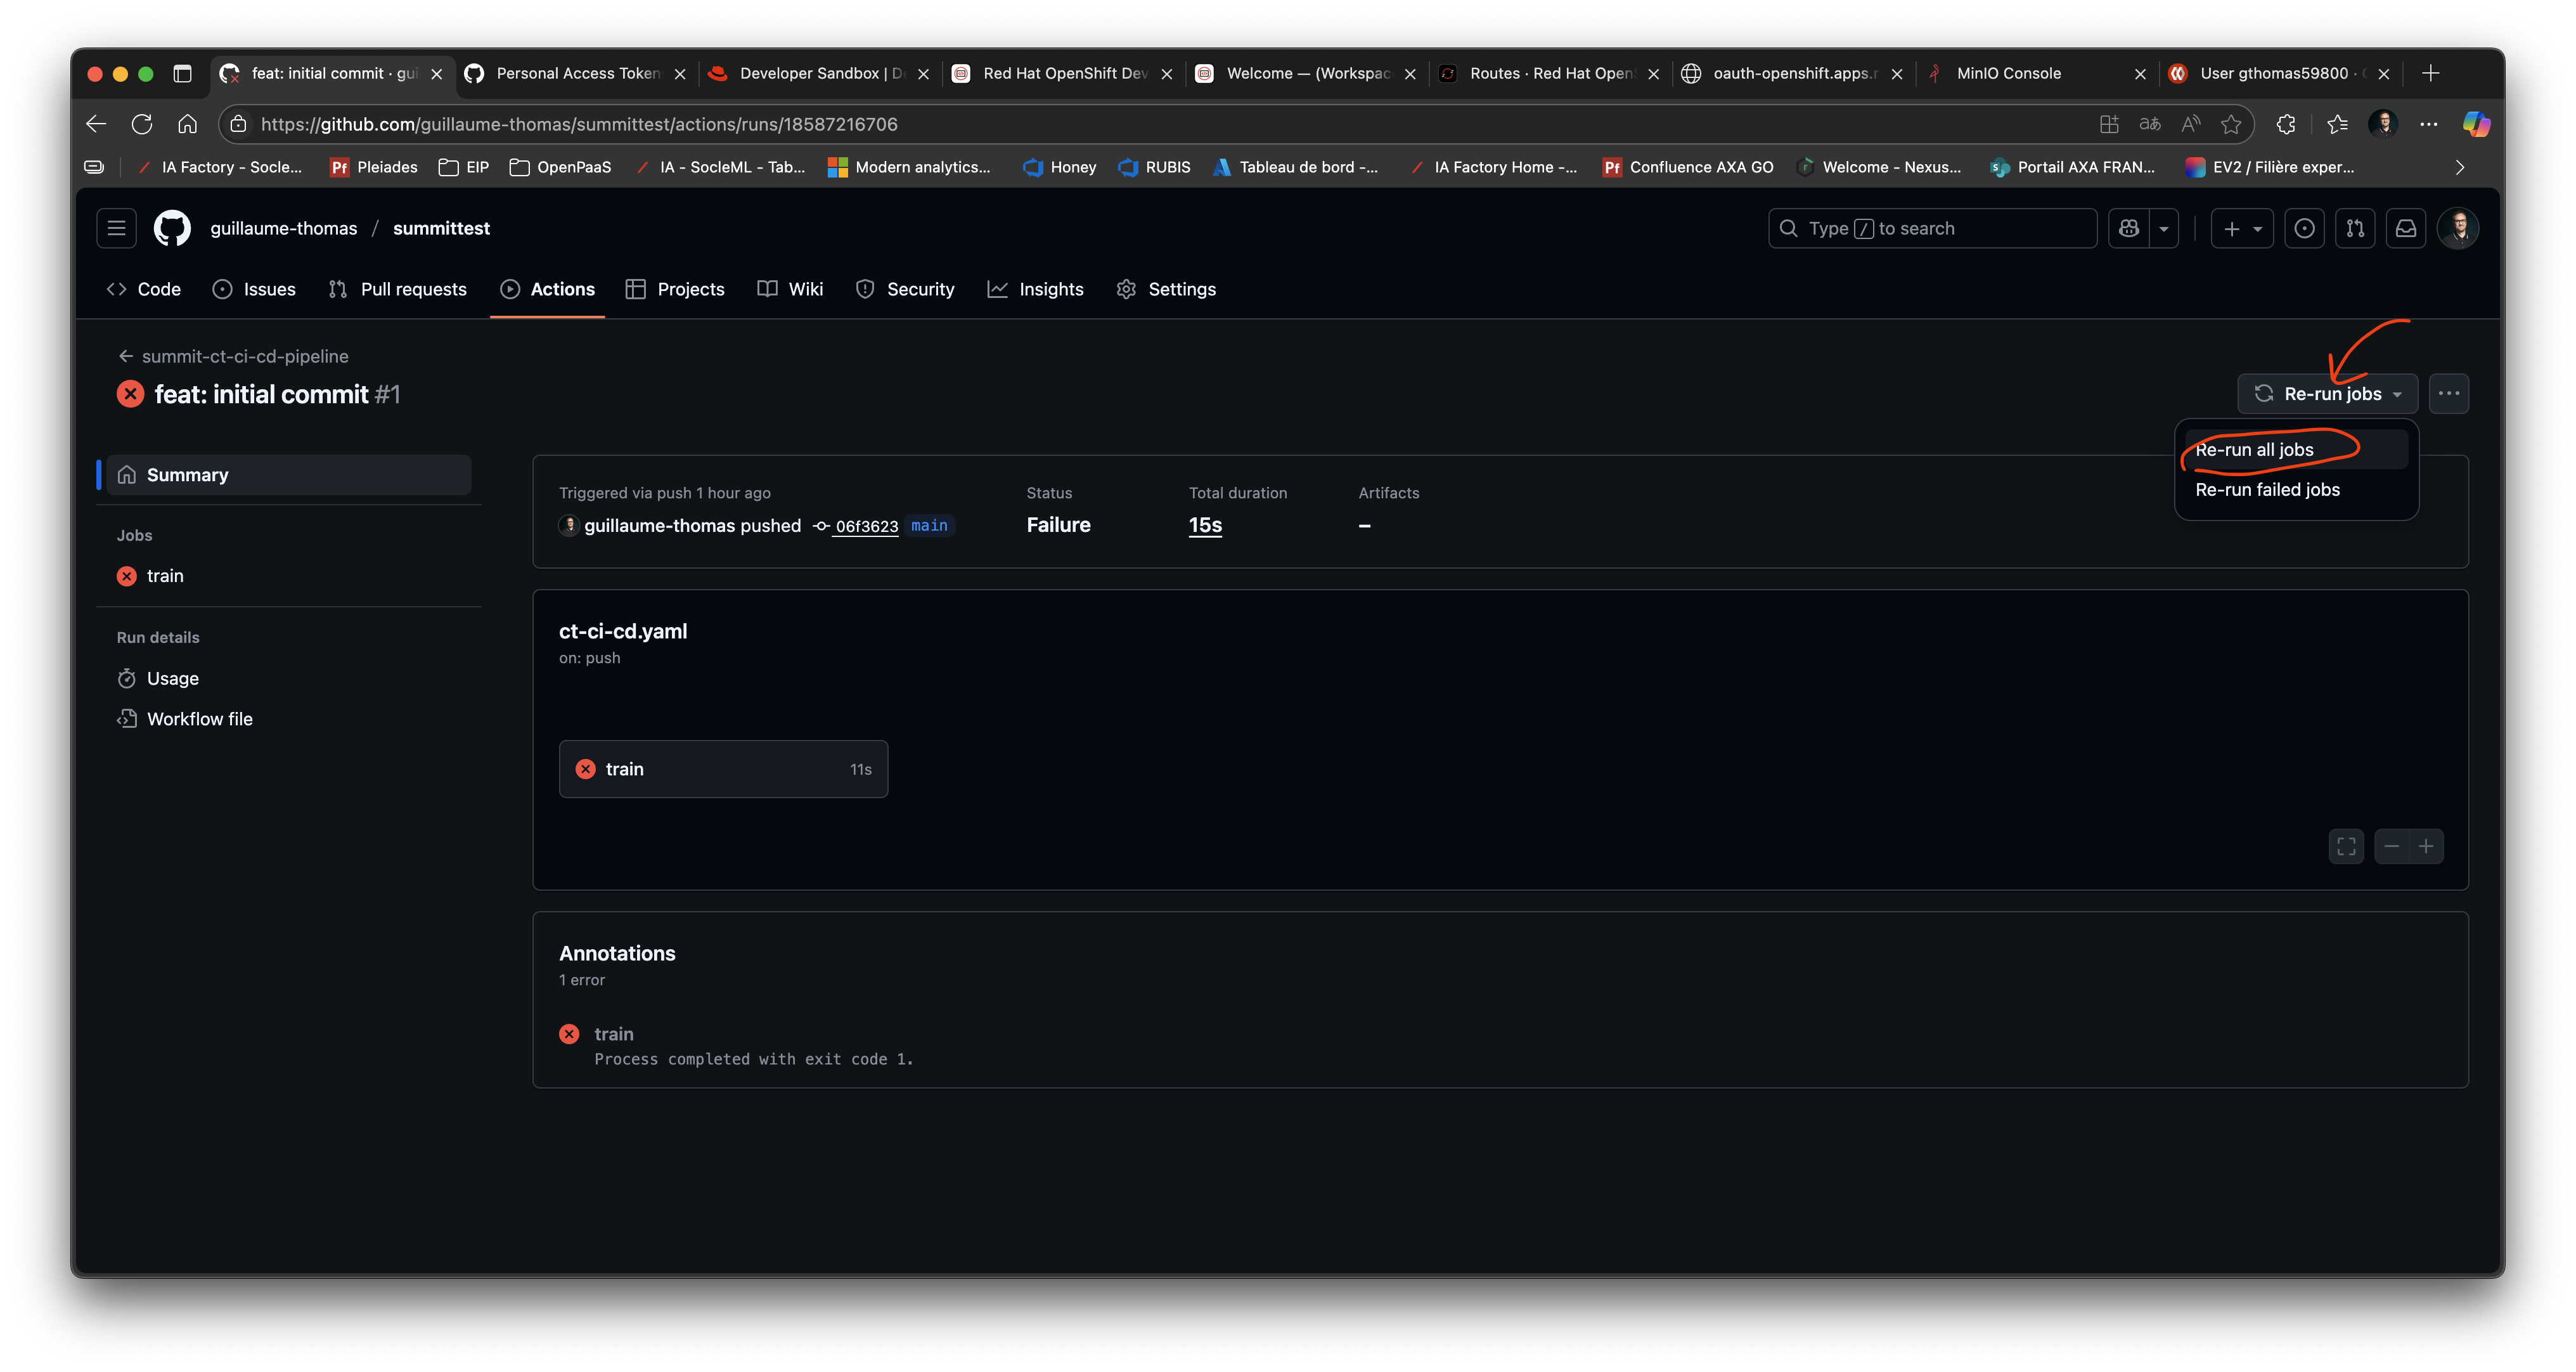 feat: initial commit · gui
Personal Access Token
Developer Sandbox | D
Red Hat OpenShift Dev
Welcome — (Workspac
Routes · Red Hat Open
oauth-openshift.apps.r
MinIO Console
User gthomas59800 ·
https://github.com/guillaume-thomas/summittest/actions/runs/18587216706
IA Factory - Socle...
Pleiades
EIP
OpenPaaS
IA - SocleML - Tab...
Modern analytics...
Honey
RUBIS
Tableau de bord -...
IA Factory Home -...
Confluence AXA GO
Welcome - Nexus...
Portail AXA FRAN...
EV2 / Filière exper...
guillaume-thomas / summittest
Type / to search
Code
Issues
Pull requests
Actions
Projects
Wiki
Security
Insights
Settings
summit-ct-ci-cd-pipeline
feat: initial commit #1
Re-run jobs
Re-run all jobs
Re-run failed jobs
Summary
Jobs
train
Run details
Usage
Workflow file
Triggered via push 1 hour ago
guillaume-thomas pushed 06f3623 main
Status
Failure
Total duration
15s
Artifacts
–
ct-ci-cd.yaml
on: push
train 11s
Annotations
1 error
train
Process completed with exit code 1.